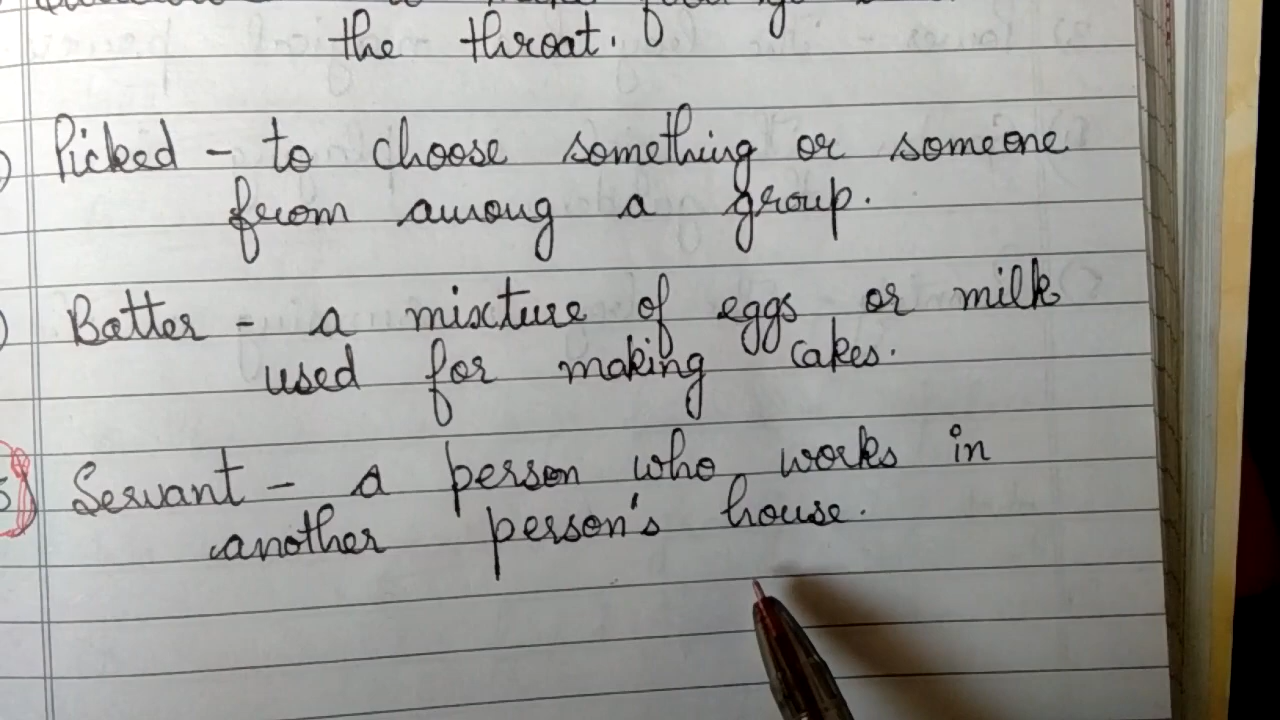 the throat.
Picked - to choose something or someone
from among a group.
Batter - a mixture of eggs or milk
used for making cakes.
5) Servant - a person who works in
another person's house.